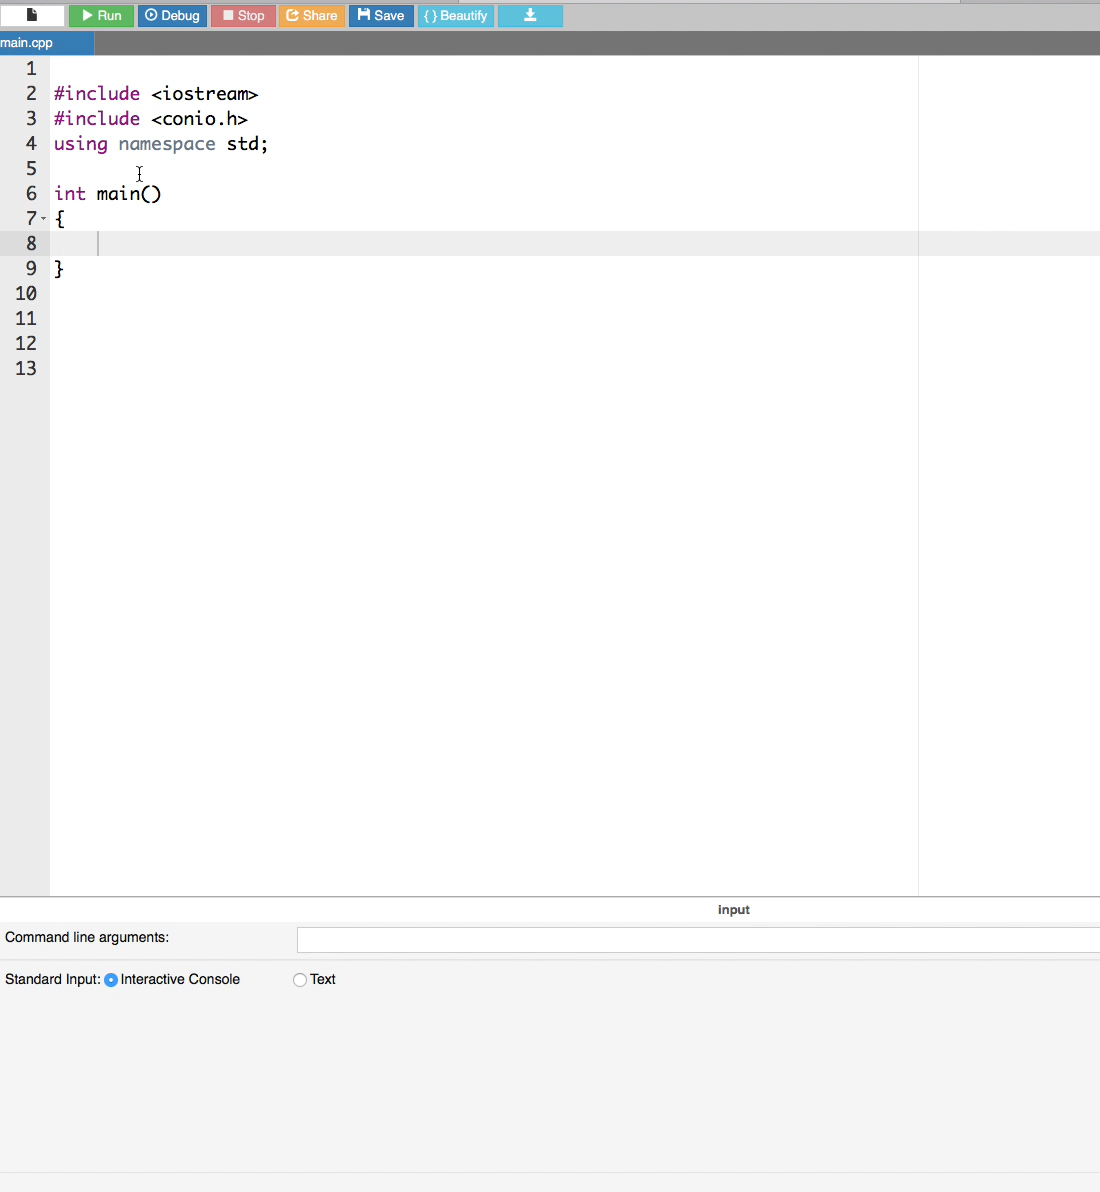 Run Debug Stop Share Save { } Beautify
main.cpp
1
2 #include <iostream>
3 #include <conio.h>
4 using namespace std;
5
6 int main()
7 {
8
9 }
10
11
12
13
input
Command line arguments:
Standard Input: Interactive Console Text